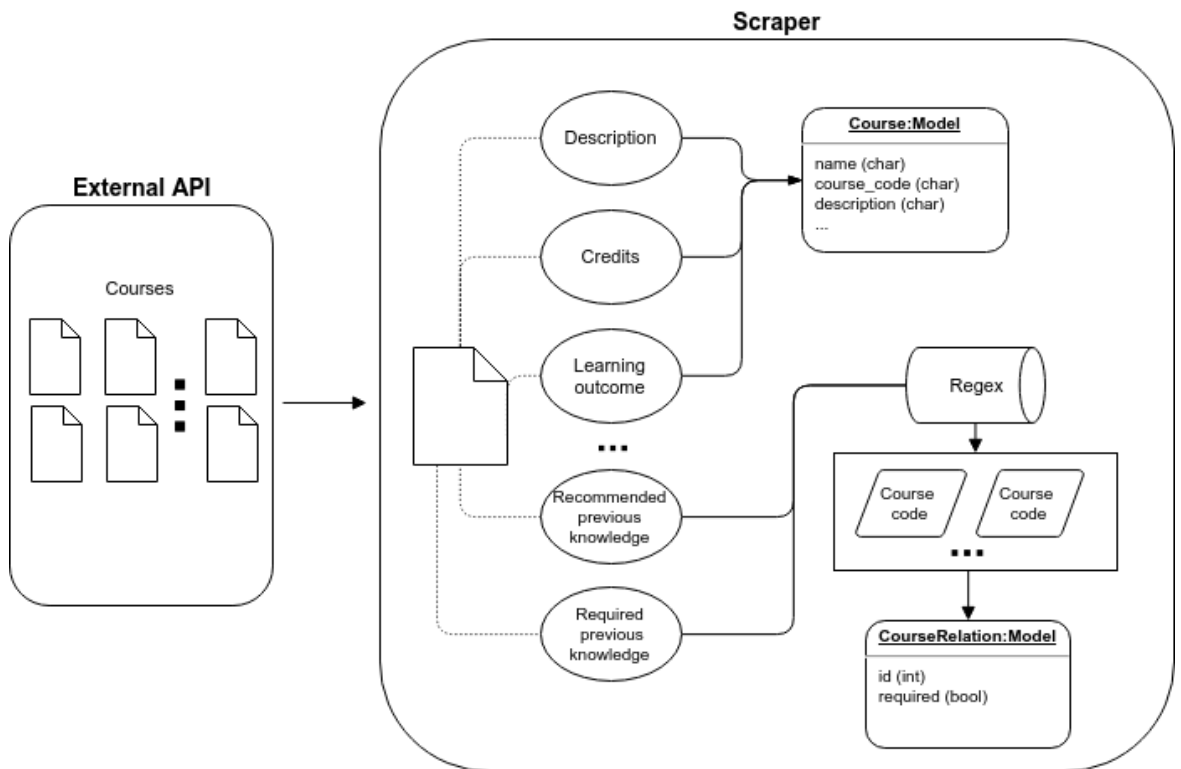 Scraper
External API
Courses
Description
Credits
Learning
outcome
...
Recommended
previous
knowledge
Required
previous
knowledge
Course:Model
name (char)
course_code (char)
description (char)
...
Regex
Course
code
Course
code
...
CourseRelation:Model
id (int)
required (bool)